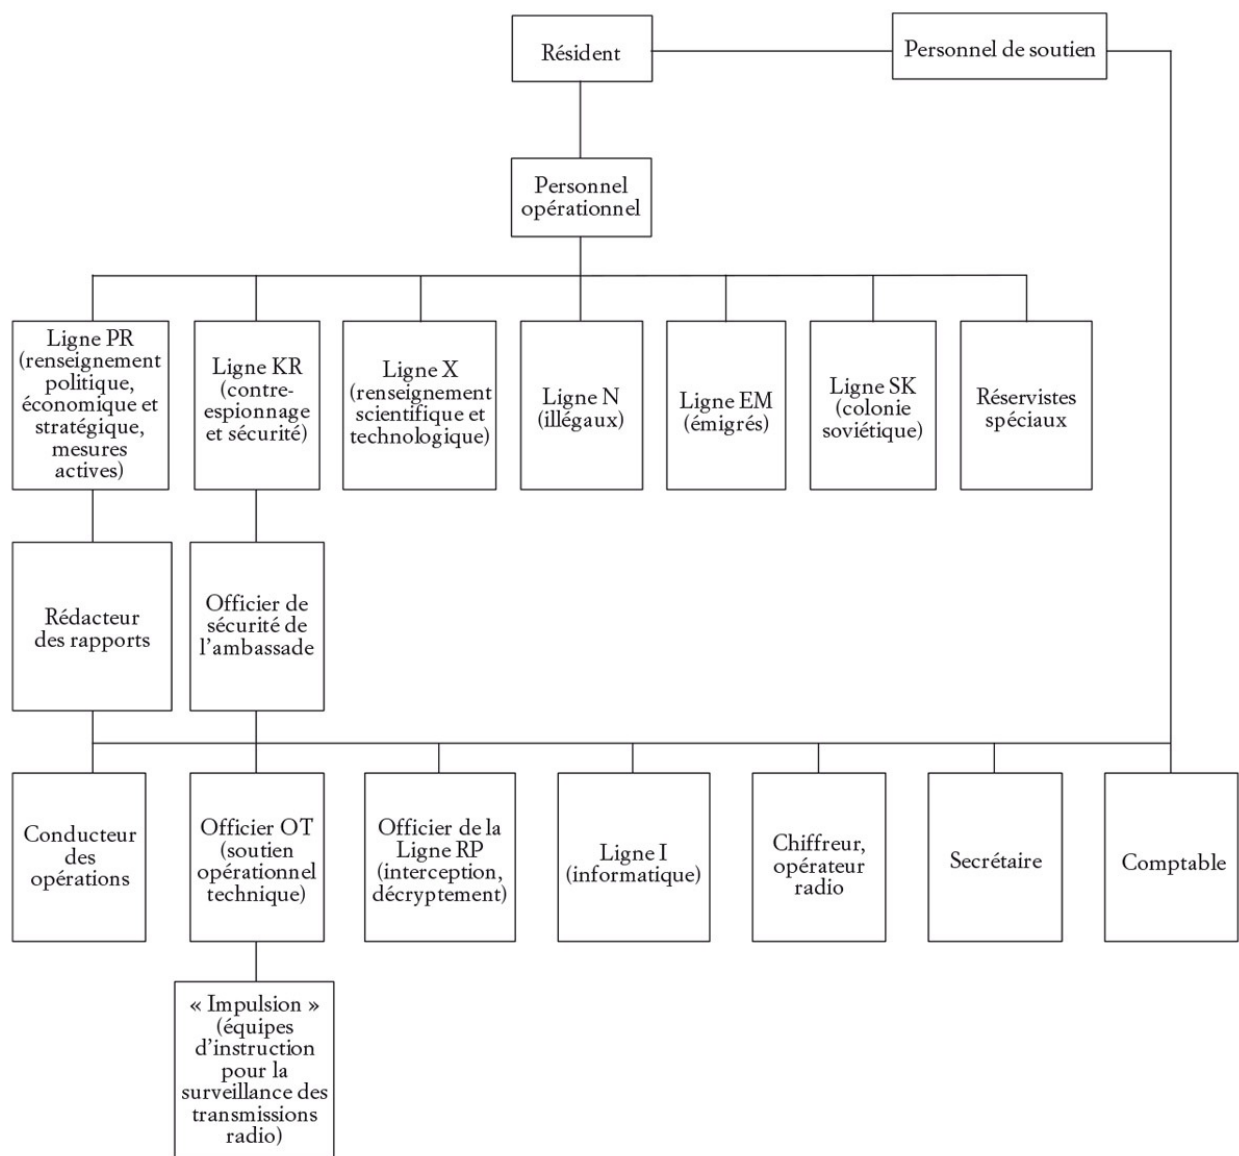 Résident
Personnel de soutien
Personnel
opérationnel
Ligne PR
(renseignement
politique,
économique et
stratégique,
mesures
actives)
Ligne KR
(contre-
espionnage
et sécurité)
Ligne X
(renseignement
scientifique et
technologique)
Ligne N
(illégaux)
Ligne EM
(émigrés)
Ligne SK
(colonie
soviétique)
Réservistes
spéciaux
Rédacteur
des rapports
Officier de
sécurité de
l’ambassade
Conducteur
des
opérations
Officier OT
(soutien
opérationnel
technique)
Officier de la
Ligne RP
(interception,
décryptement)
Ligne I
(informatique)
Chiffreur,
opérateur
radio
Secrétaire
Comptable
« Impulsion »
(équipes
d’instruction
pour la
surveillance des
transmissions
radio)